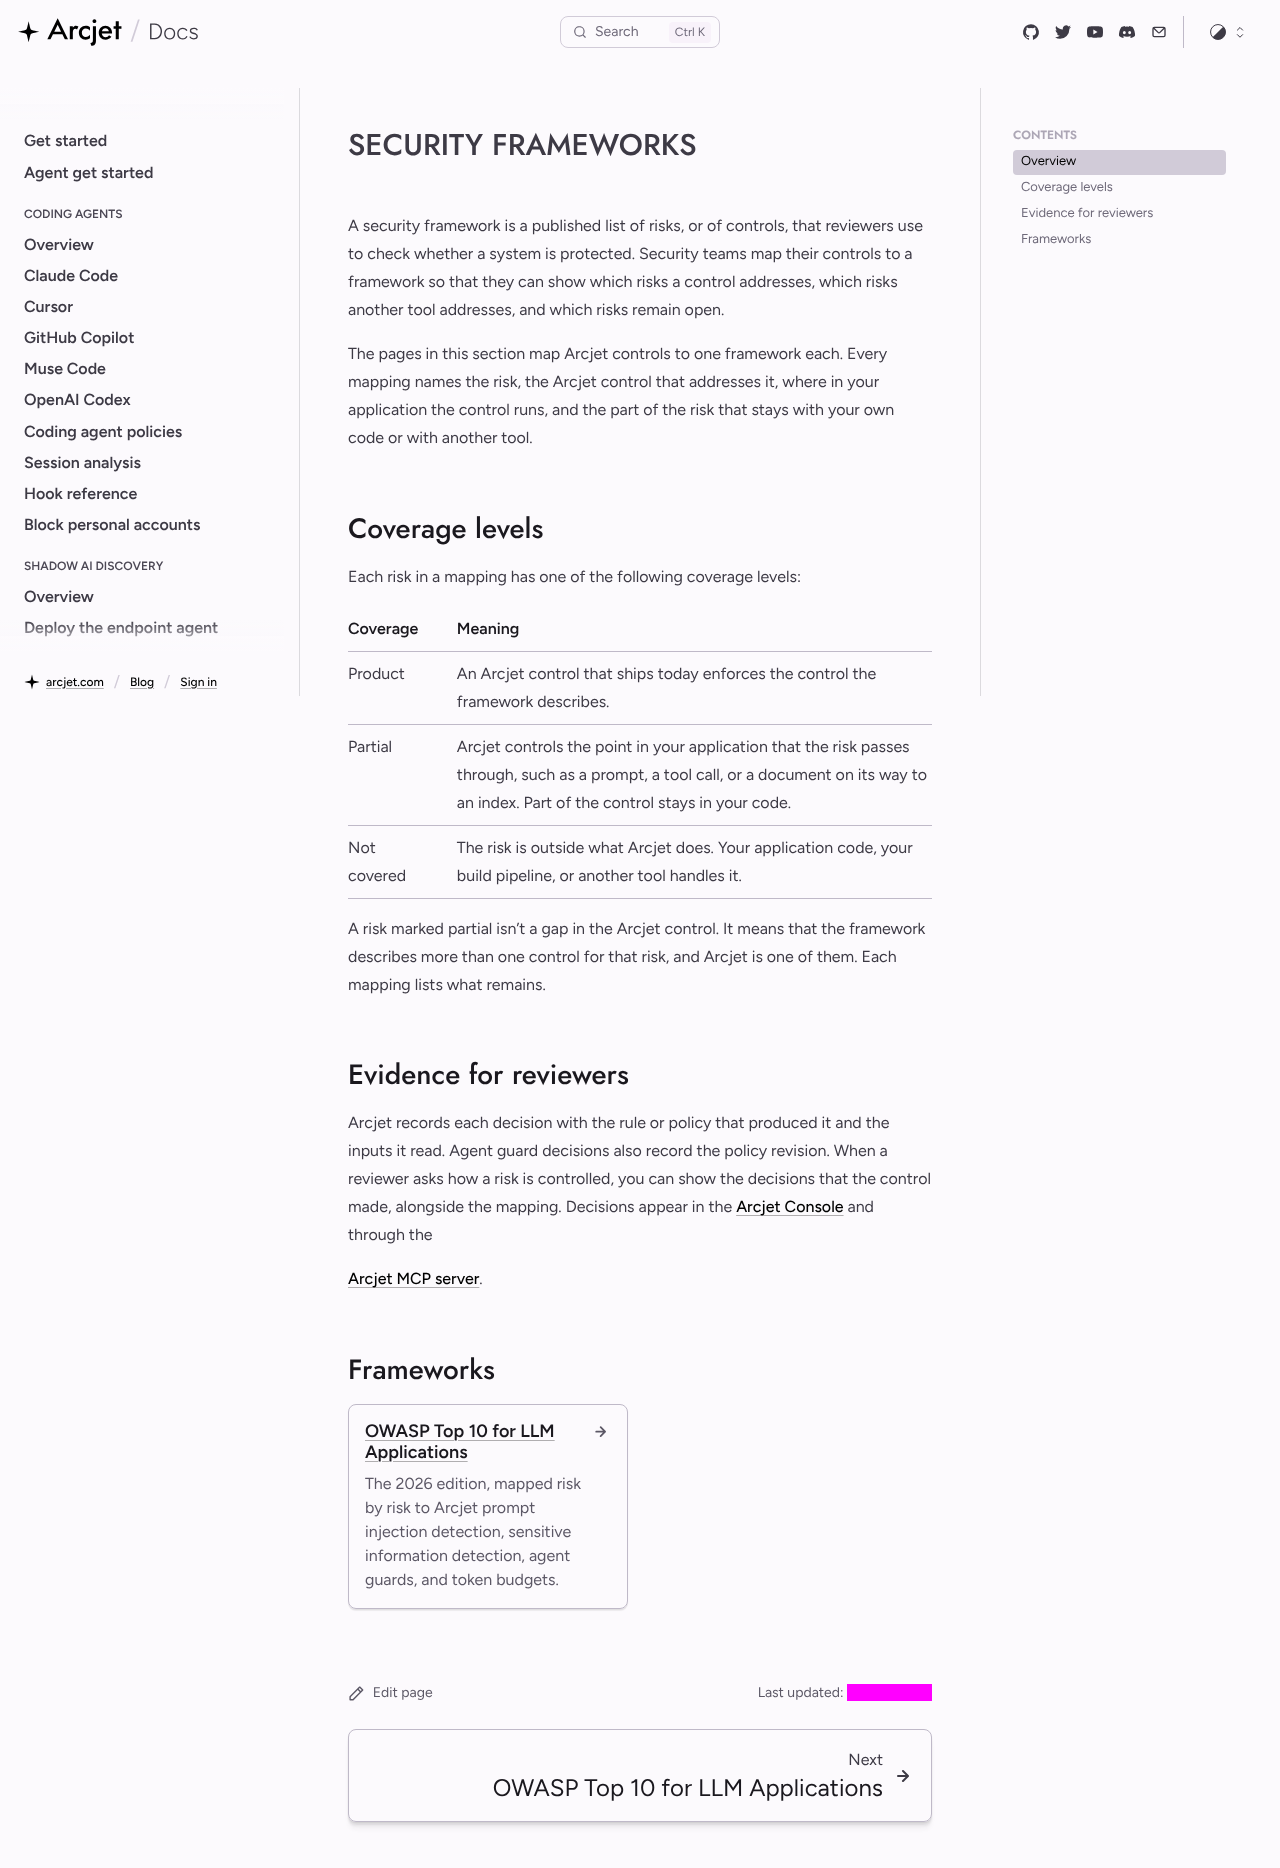 Arcjet / Docs
Search Ctrl K
Get started
Agent get started
CODING AGENTS
Overview
Claude Code
Cursor
GitHub Copilot
Muse Code
OpenAI Codex
Coding agent policies
Session analysis
Hook reference
Block personal accounts
SHADOW AI DISCOVERY
Overview
Deploy the endpoint agent
arcjet.com / Blog / Sign in
SECURITY FRAMEWORKS
A security framework is a published list of risks, or of controls, that reviewers use
to check whether a system is protected. Security teams map their controls to a
framework so that they can show which risks a control addresses, which risks
another tool addresses, and which risks remain open.
The pages in this section map Arcjet controls to one framework each. Every
mapping names the risk, the Arcjet control that addresses it, where in your
application the control runs, and the part of the risk that stays with your own
code or with another tool.
Coverage levels
Each risk in a mapping has one of the following coverage levels:
Coverage Meaning
Product An Arcjet control that ships today enforces the control the
framework describes.
Partial Arcjet controls the point in your application that the risk passes
through, such as a prompt, a tool call, or a document on its way to
an index. Part of the control stays in your code.
Not The risk is outside what Arcjet does. Your application code, your
covered build pipeline, or another tool handles it.
A risk marked partial isn’t a gap in the Arcjet control. It means that the framework
describes more than one control for that risk, and Arcjet is one of them. Each
mapping lists what remains.
Evidence for reviewers
Arcjet records each decision with the rule or policy that produced it and the
inputs it read. Agent guard decisions also record the policy revision. When a
reviewer asks how a risk is controlled, you can show the decisions that the control
made, alongside the mapping. Decisions appear in the Arcjet Console and
through the
Arcjet MCP server.
Frameworks
OWASP Top 10 for LLM
Applications
The 2026 edition, mapped risk
by risk to Arcjet prompt
injection detection, sensitive
information detection, agent
guards, and token budgets.
Edit page
Last updated:
Next
OWASP Top 10 for LLM Applications
CONTENTS
Overview
Coverage levels
Evidence for reviewers
Frameworks